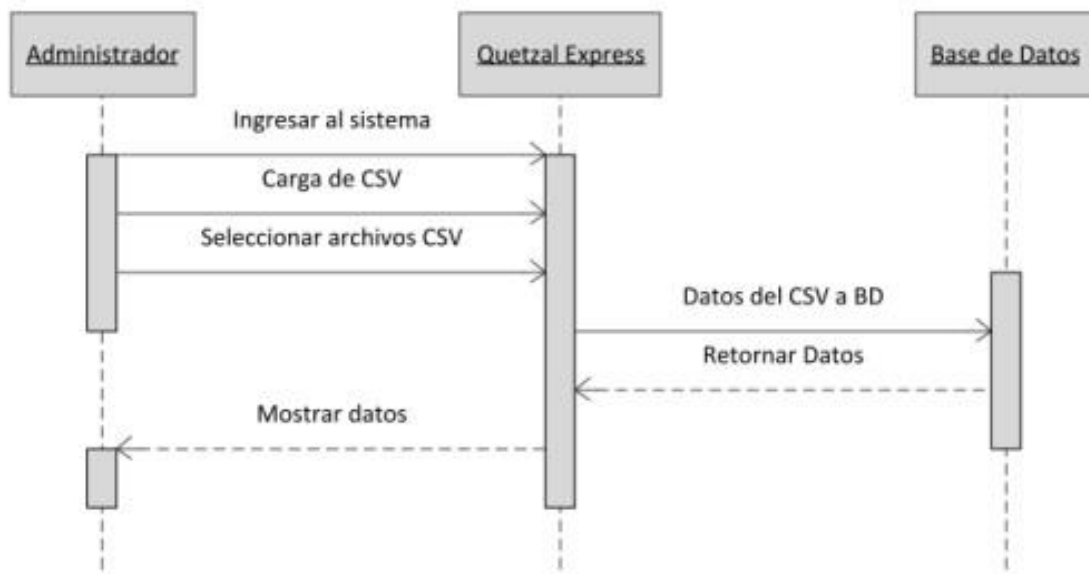 Administrador
Quetzal Express
Base de Datos
Ingresar al sistema
Carga de CSV
Seleccionar archivos CSV
Datos del CSV a BD
Retornar Datos
Mostrar datos